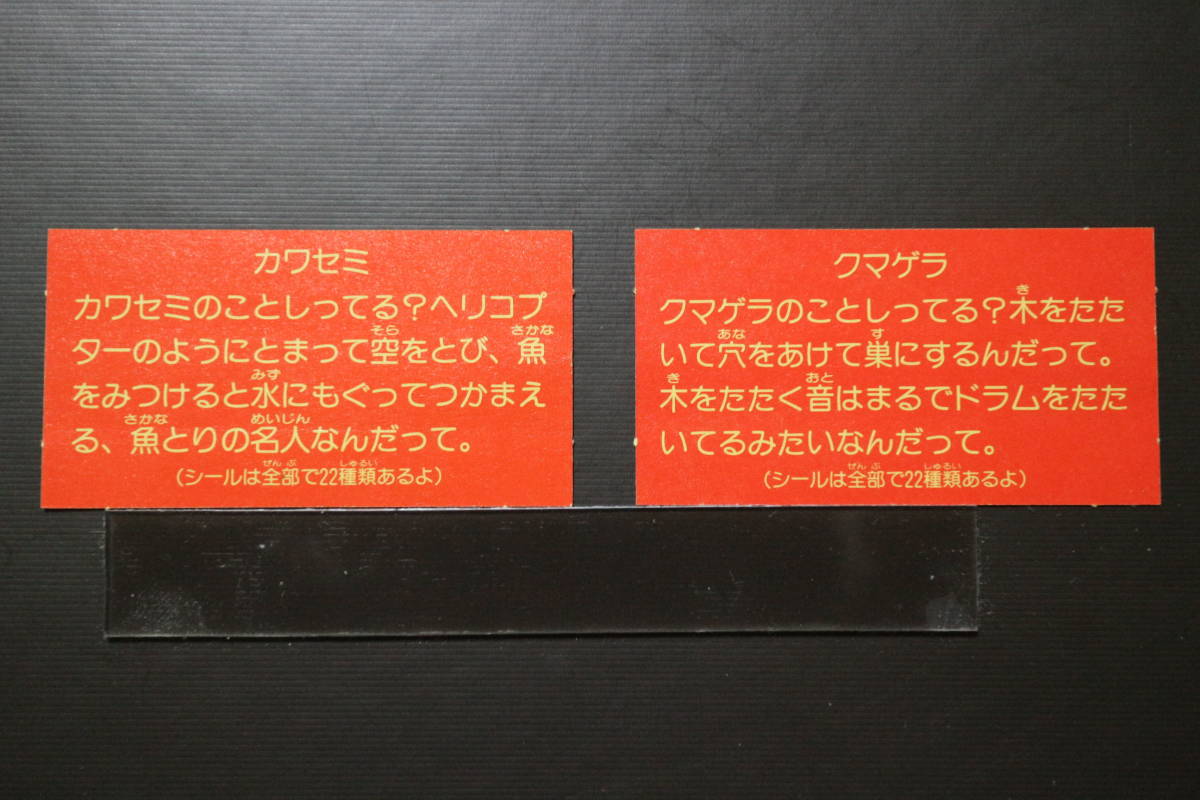 カワセミ
カワセミのことしってる?ヘリコプ
ターのようにとまって空をとび、魚
をみつけると水にもぐってつかまえ
る、魚とりの名人なんだって。
(シールは全部で22種類あるよ)
クマゲラ
クマゲラのことしってる?木をたた
いて穴をあけて巣にするんだって。
木をたたく音はまるでドラムをたた
いてるみたいなんだって。
(シールは全部で22種類あるよ)